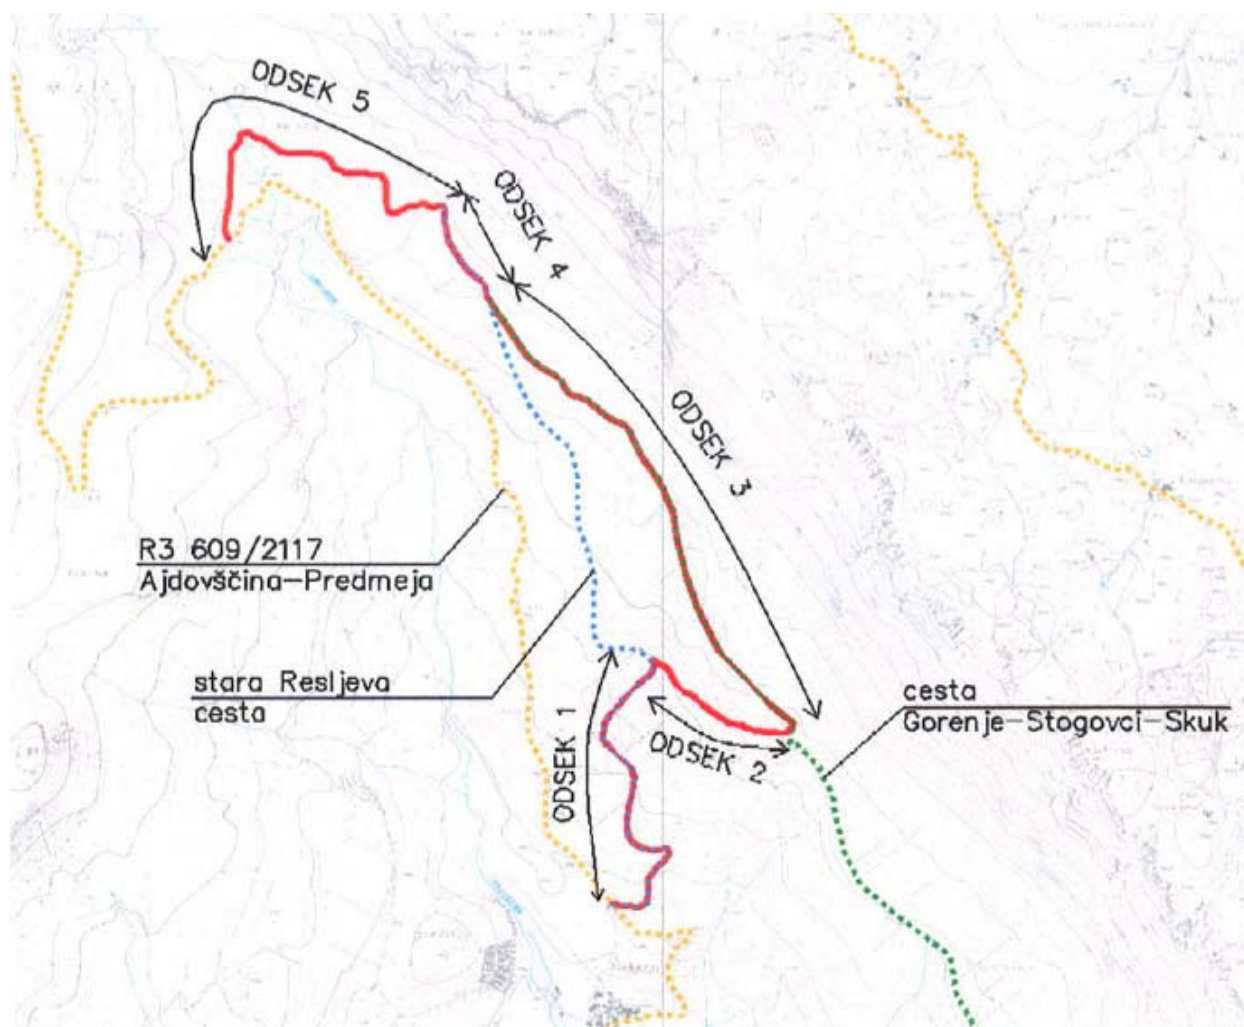 ODSEK 5
ODSEK 4
ODSEK 3
R3 609/2117
Ajdovščina-Predmeja
stara Resljeva
cesta
ODSEK 1
ODSEK 2
cesta
Gorenje-Stogovci-Skuk